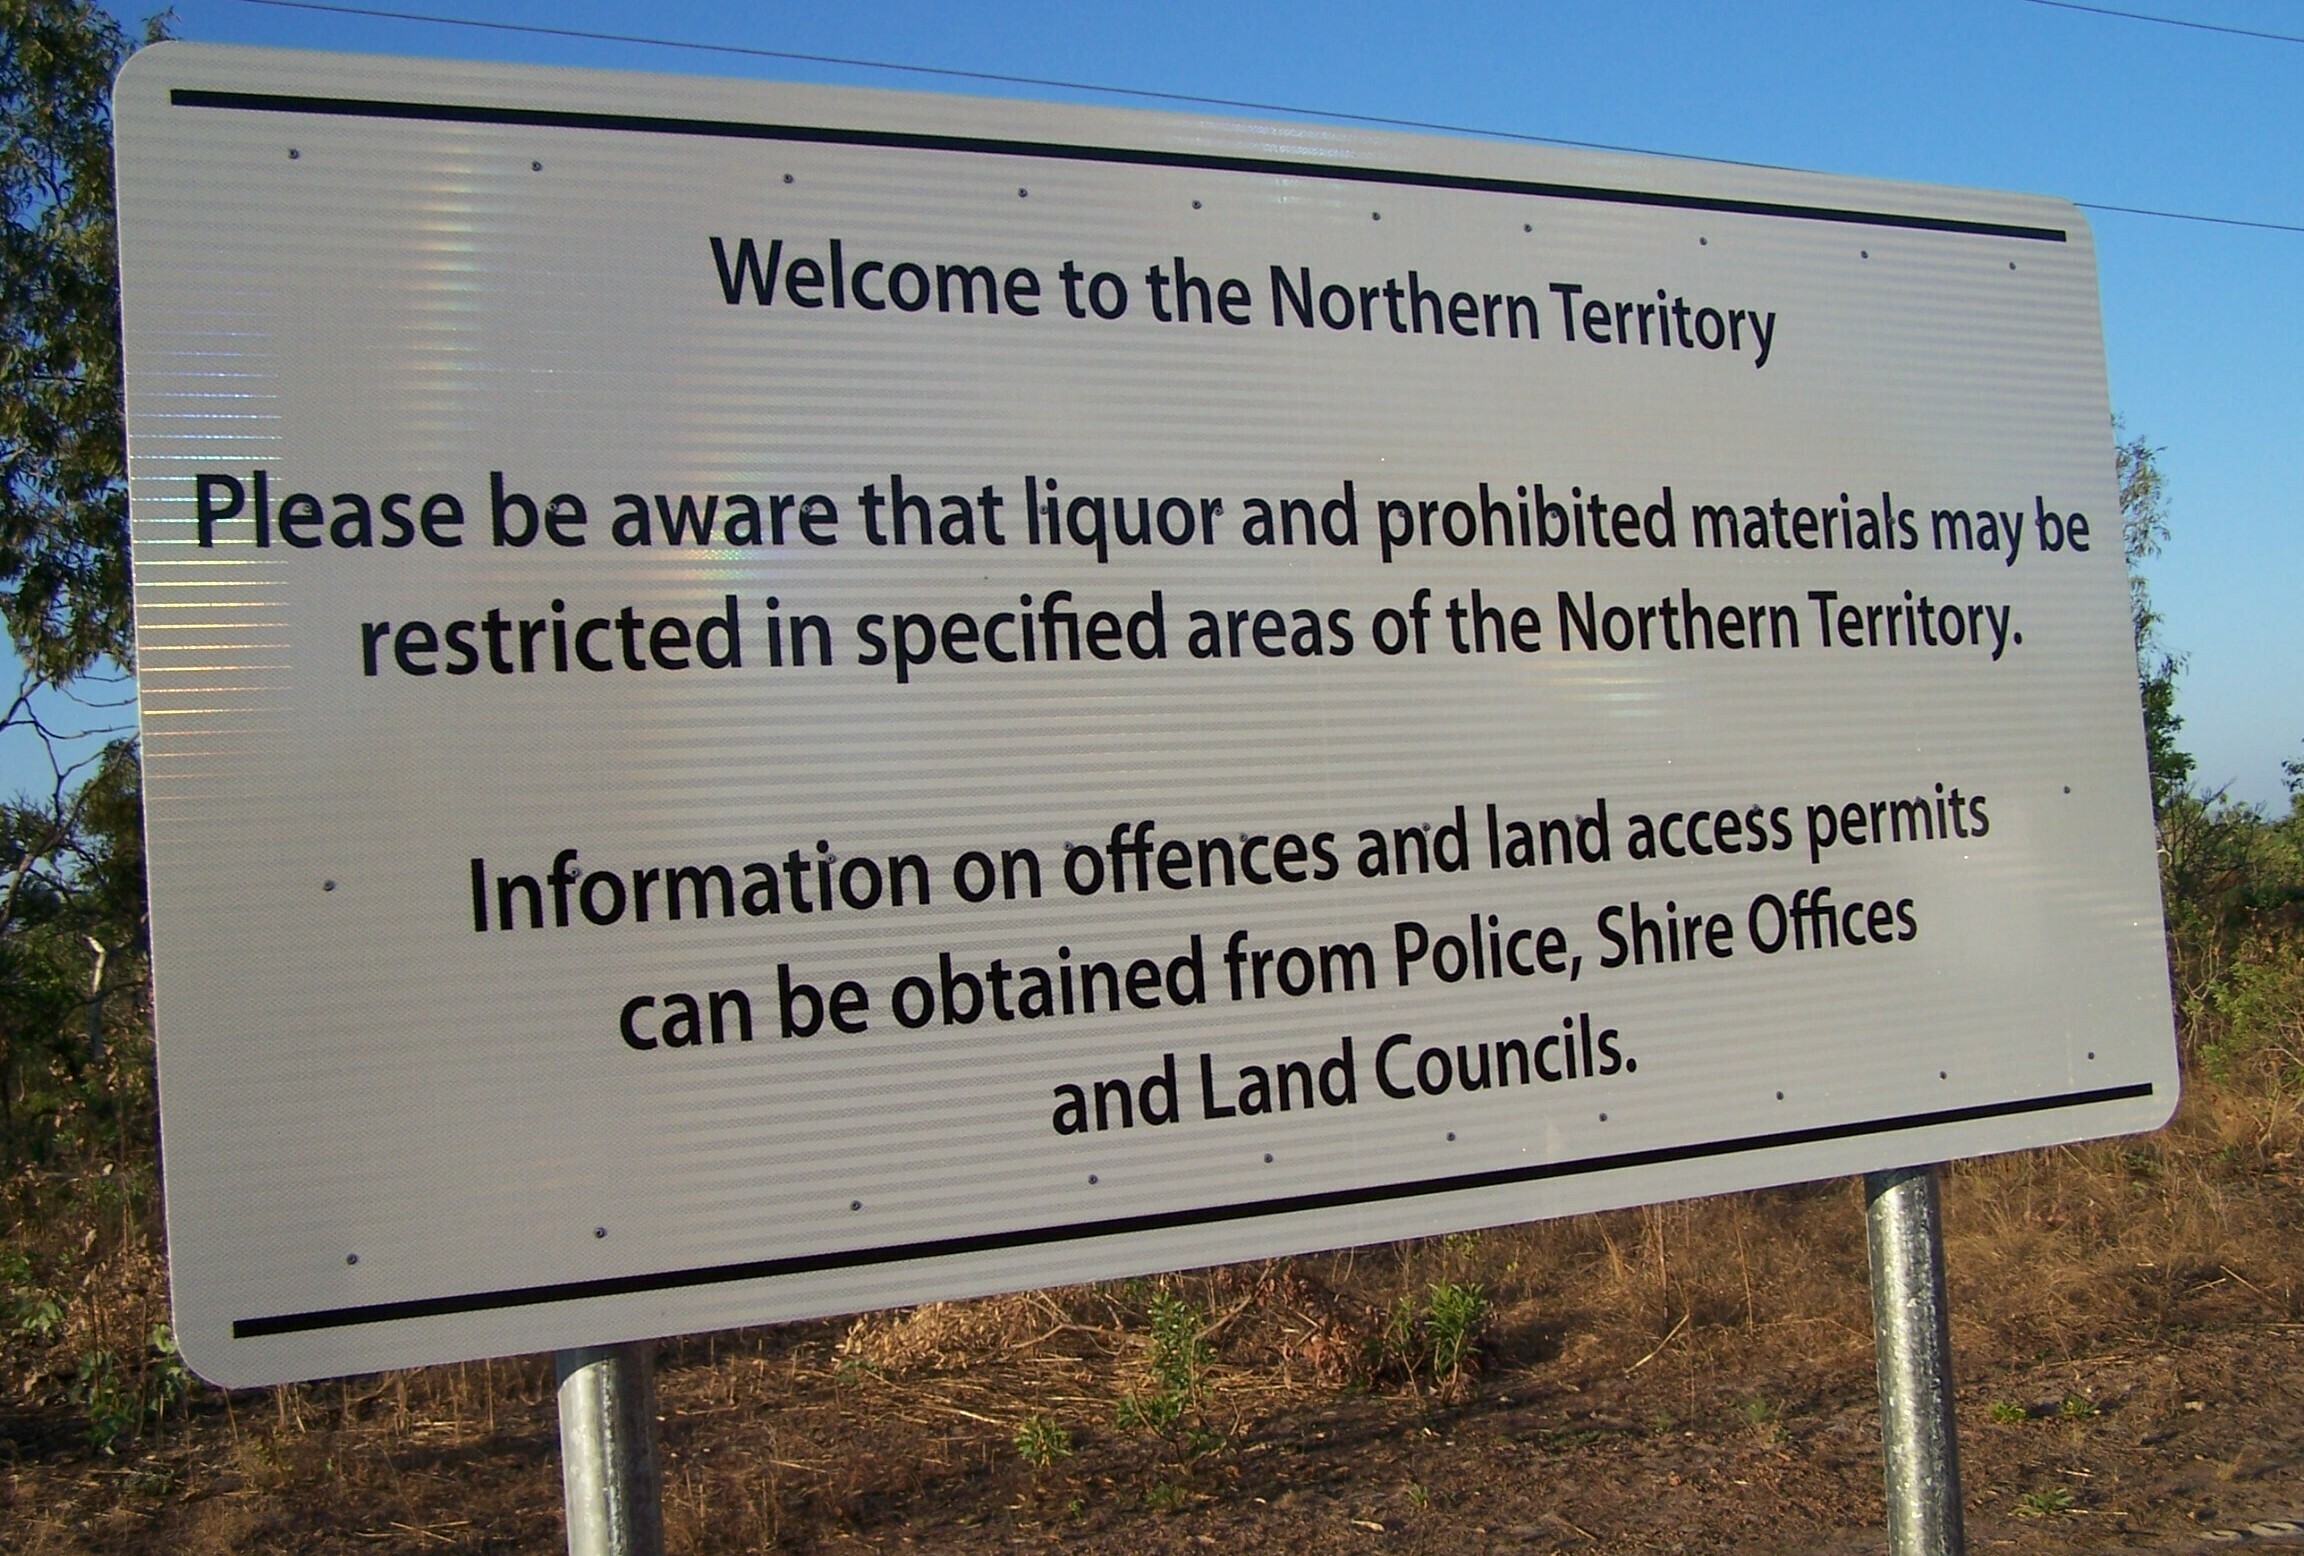 Welcome to the Northern Territory
Please be aware that liquor and prohibited materials may be
restricted in specified areas of the Northern Territory.
Information on offences and land access permits
can be obtained from Police, Shire Offices
and Land Councils.